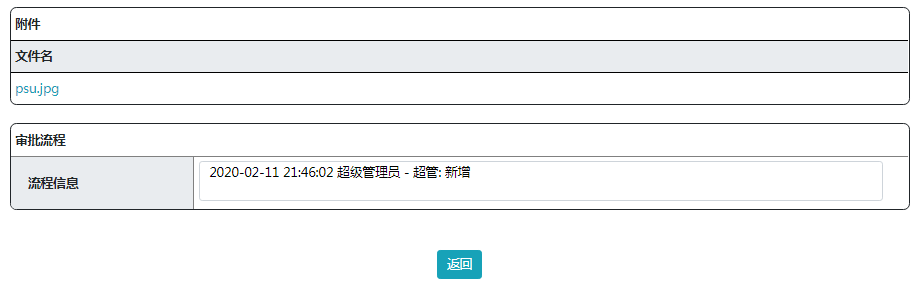 附件
文件名
psu.jpg
审批流程
流程信息
2020-02-11 21:46:02 超级管理员 - 超管: 新增
返回